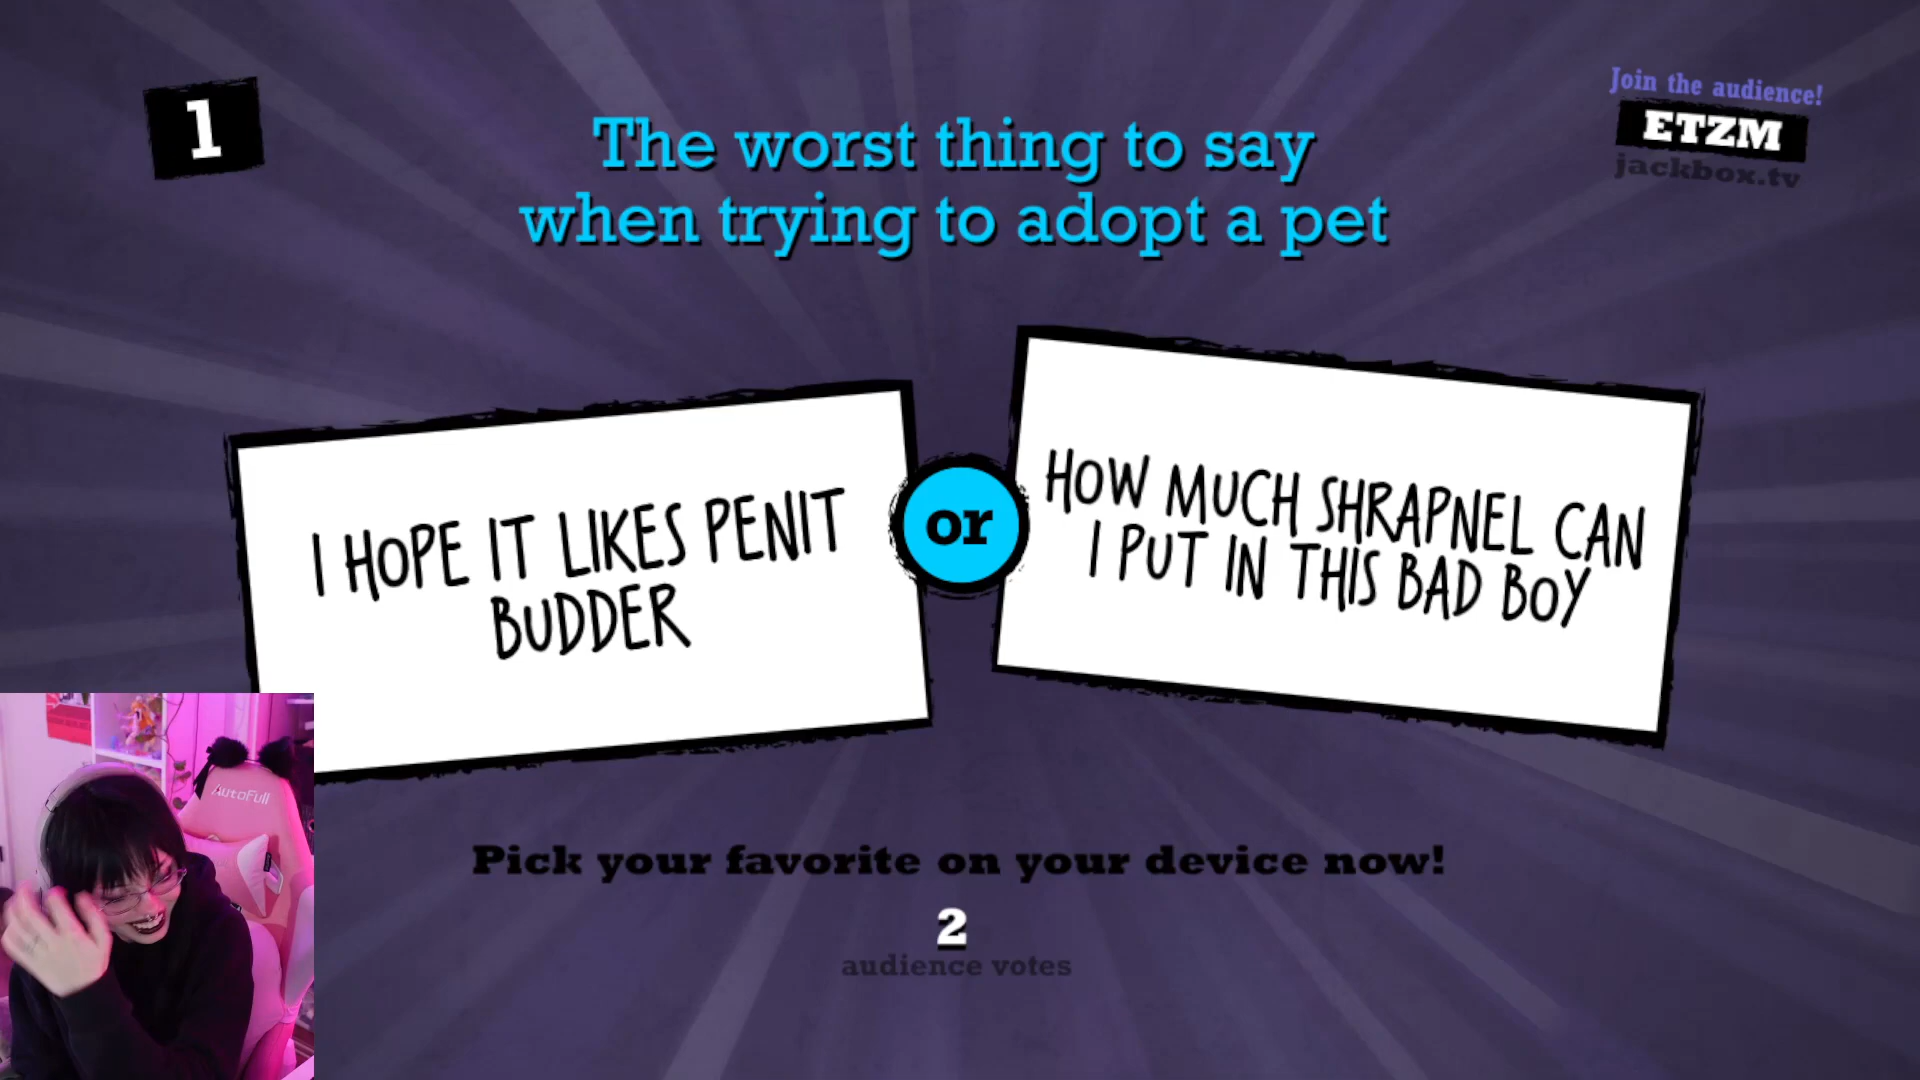 1
Join the audience!
ETZM
jackbox.tv
The worst thing to say
when trying to adopt a pet
I HOPE IT LIKES PENIT
BUDDER
or
HOW MUCH SHRAPNEL CAN
I PUT IN THIS BAD BOY
AutoFull
Pick your favorite on your device now!
2
audience votes